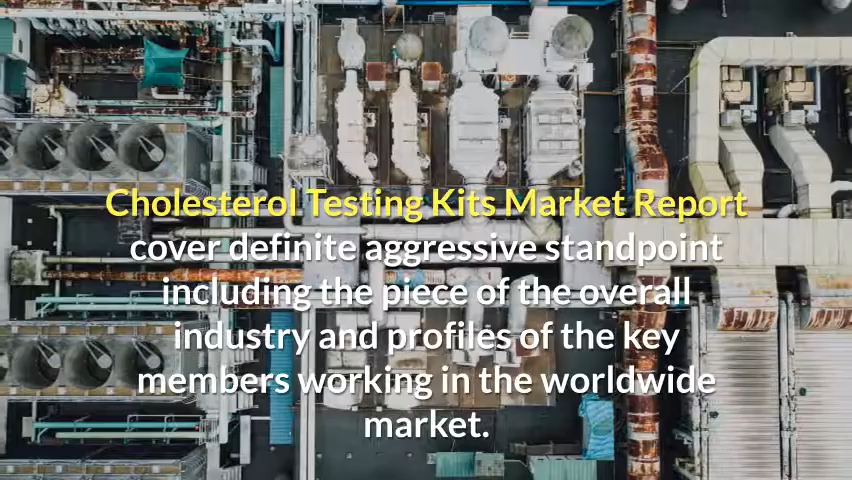 Cholesterol Testing Kits Market Report
cover definite aggressive standpoint
including the piece of the overall
industry and profiles of the key
members working in the worldwide
market.